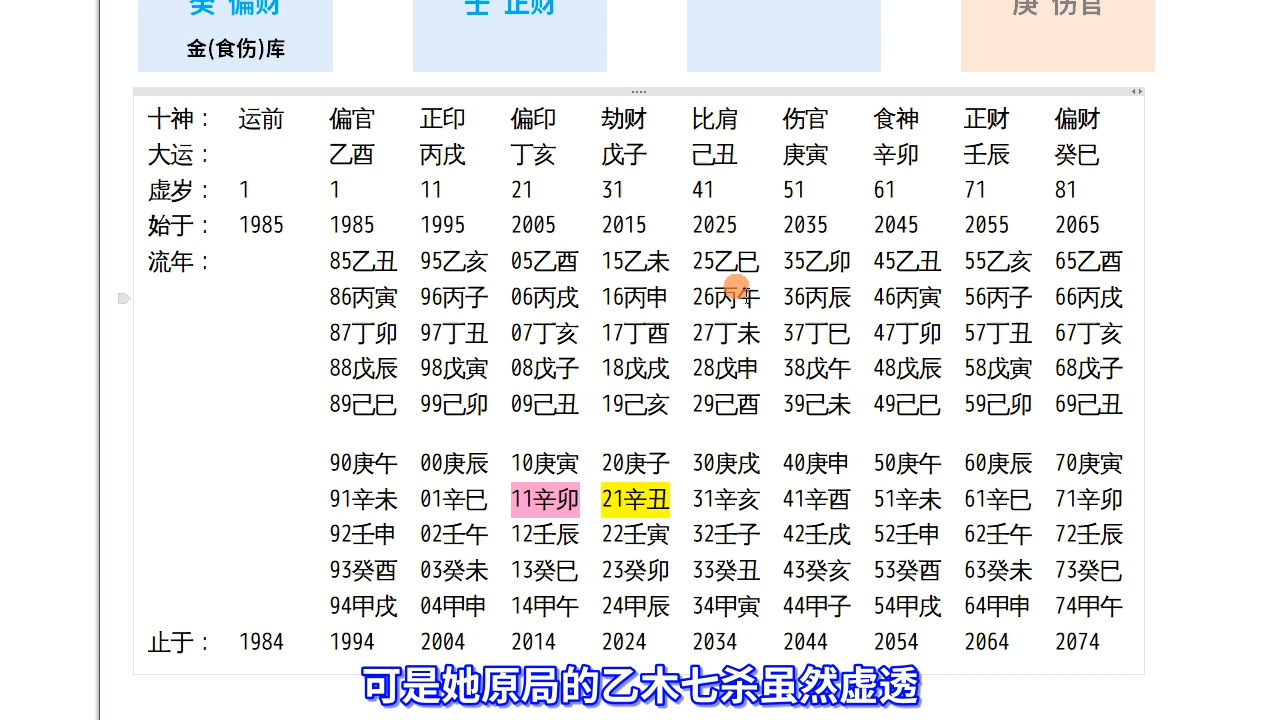 癸 偏财 壬 正财 庚 伤官
金(食伤)库
十神： 运前 偏官 正印 偏印 劫财 比肩 伤官 食神 正财 偏财
大运： 乙酉 丙戌 丁亥 戊子 己丑 庚寅 辛卯 壬辰 癸巳
虚岁： 1 1 11 21 31 41 51 61 71 81
始于： 1985 1985 1995 2005 2015 2025 2035 2045 2055 2065
流年： 85乙丑 95乙亥 05乙酉 15乙未 25乙巳 35乙卯 45乙丑 55乙亥 65乙酉
86丙寅 96丙子 06丙戌 16丙申 26丙午 36丙辰 46丙寅 56丙子 66丙戌
87丁卯 97丁丑 07丁亥 17丁酉 27丁未 37丁巳 47丁卯 57丁丑 67丁亥
88戊辰 98戊寅 08戊子 18戊戌 28戊申 38戊午 48戊辰 58戊寅 68戊子
89己巳 99己卯 09己丑 19己亥 29己酉 39己未 49己巳 59己卯 69己丑
90庚午 00庚辰 10庚寅 20庚子 30庚戌 40庚申 50庚午 60庚辰 70庚寅
91辛未 01辛巳 11辛卯 21辛丑 31辛亥 41辛酉 51辛未 61辛巳 71辛卯
92壬申 02壬午 12壬辰 22壬寅 32壬子 42壬戌 52壬申 62壬午 72壬辰
93癸酉 03癸未 13癸巳 23癸卯 33癸丑 43癸亥 53癸酉 63癸未 73癸巳
94甲戌 04甲申 14甲午 24甲辰 34甲寅 44甲子 54甲戌 64甲申 74甲午
止于： 1984 1994 2004 2014 2024 2034 2044 2054 2064 2074
可是她原局的乙木七杀虽然虚透